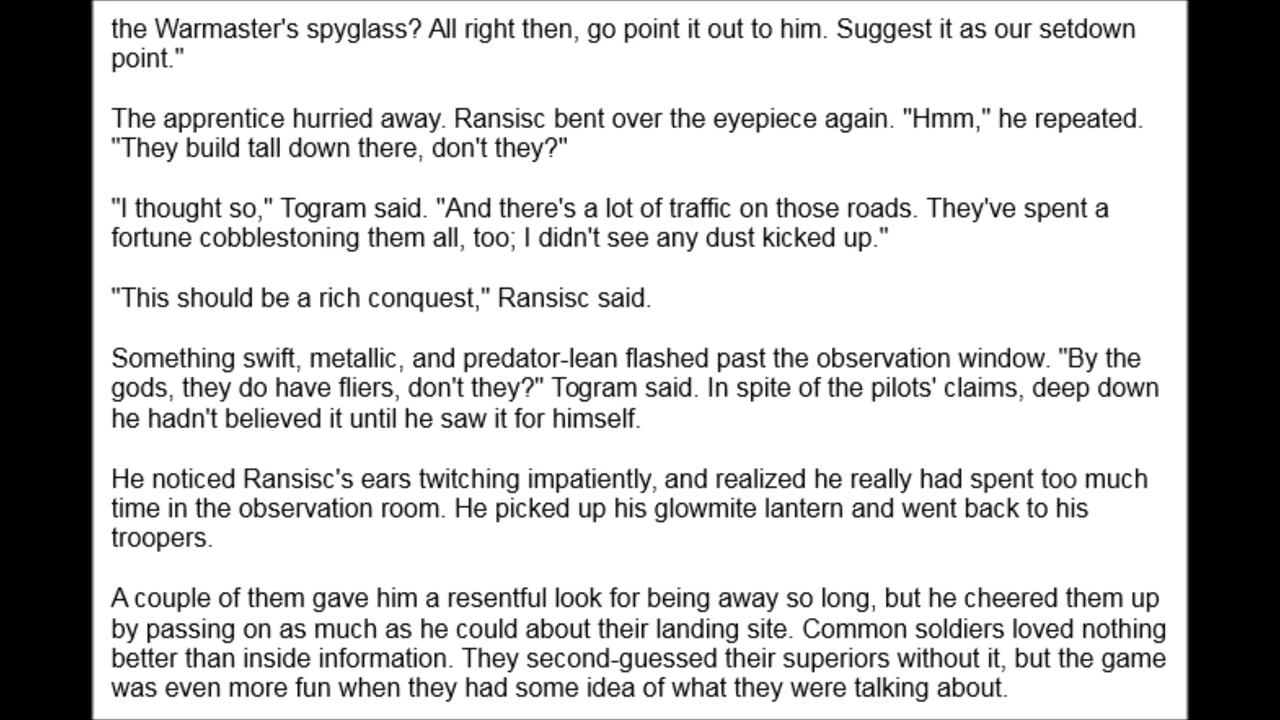 the Warmaster's spyglass? All right then, go point it out to him. Suggest it as our setdown
point."
The apprentice hurried away. Ransisc bent over the eyepiece again. "Hmm," he repeated.
"They build tall down there, don't they?"
"I thought so," Togram said. "And there's a lot of traffic on those roads. They've spent a
fortune cobblestoning them all, too; I didn't see any dust kicked up."
"This should be a rich conquest," Ransisc said.
Something swift, metallic, and predator-lean flashed past the observation window. "By the
gods, they do have fliers, don't they?" Togram said. In spite of the pilots' claims, deep down
he hadn't believed it until he saw it for himself.
He noticed Ransisc's ears twitching impatiently, and realized he really had spent too much
time in the observation room. He picked up his glowmite lantern and went back to his
troopers.
A couple of them gave him a resentful look for being away so long, but he cheered them up
by passing on as much as he could about their landing site. Common soldiers loved nothing
better than inside information. They second-guessed their superiors without it, but the game
was even more fun when they had some idea of what they were talking about.